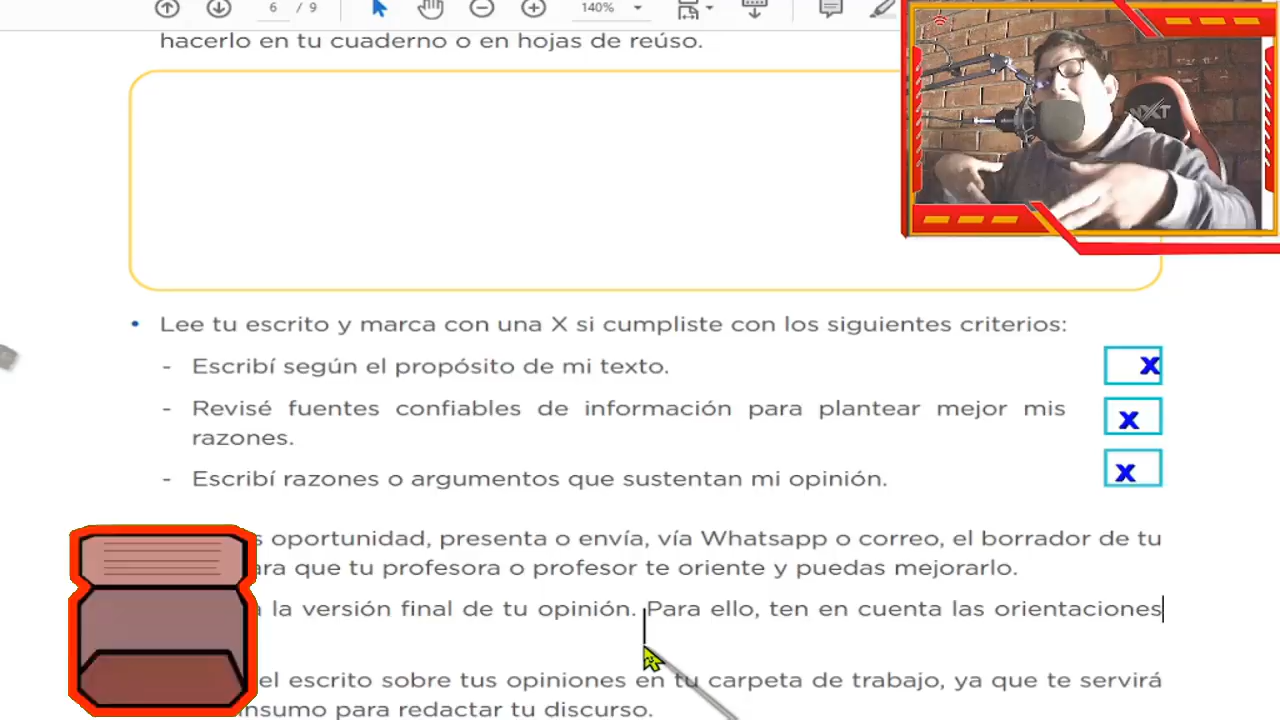 6 / 9 140%
hacerlo en tu cuaderno o en hojas de reúso.
NXT
• Lee tu escrito y marca con una X si cumpliste con los siguientes criterios:
- Escribí según el propósito de mi texto. X
- Revisé fuentes confiables de información para plantear mejor mis
razones. X
- Escribí razones o argumentos que sustentan mi opinión. X
oportunidad, presenta o envía, vía Whatsapp o correo, el borrador de tu
que tu profesora o profesor te oriente y puedas mejorarlo.
la versión final de tu opinión. Para ello, ten en cuenta las orientaciones
el escrito sobre tus opiniones en tu carpeta de trabajo, ya que te servirá
para redactar tu discurso.